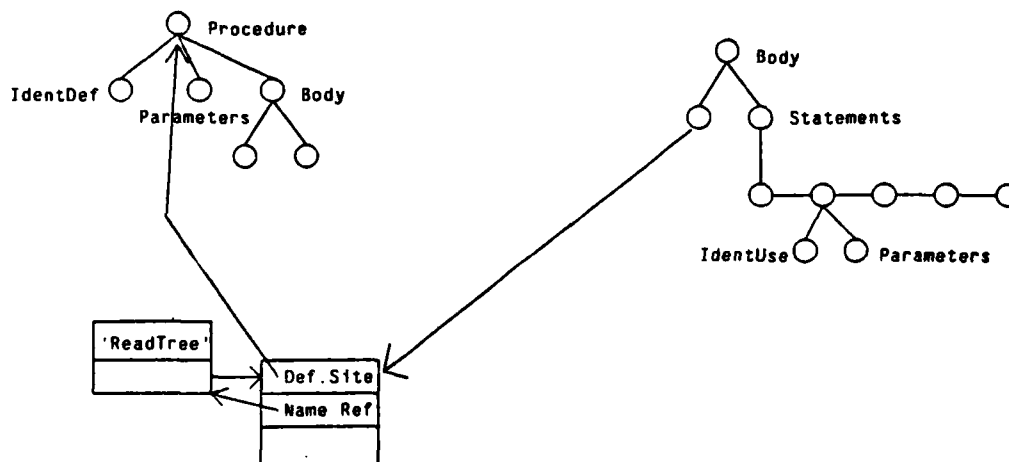 Procedure
Body
IdentDef
Body
Parameters
Statements
IdentUse
Parameters
'ReadTree'
Def.Site
Name Ref